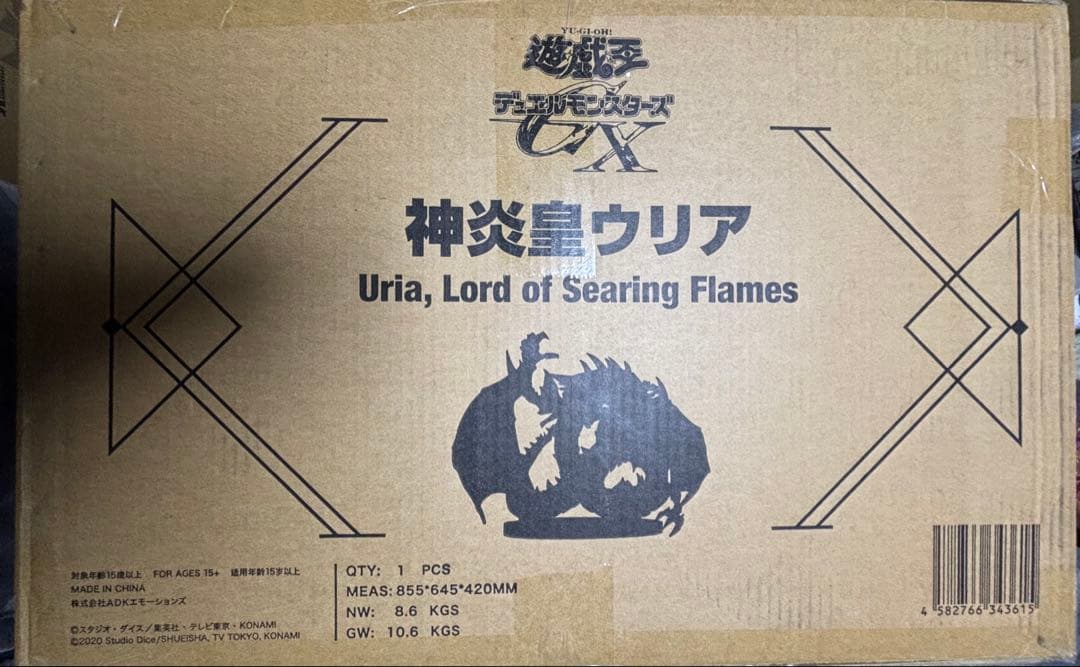 YU-GI-OH!
遊戯王
デュエルモンスターズ
GX
神炎皇ウリア
Uria, Lord of Searing Flames
対象年齢15歳以上 FOR AGES 15+ 适用年龄15岁以上
MADE IN CHINA
株式会社ADKエモーションズ
©スタジオ・ダイス/集英社・テレビ東京・KONAMI
©2020 Studio Dice/SHUEISHA, TV TOKYO, KONAMI
QTY: 1 PCS
MEAS: 855*645*420MM
NW: 8.6 KGS
GW: 10.6 KGS
4 582766 343615